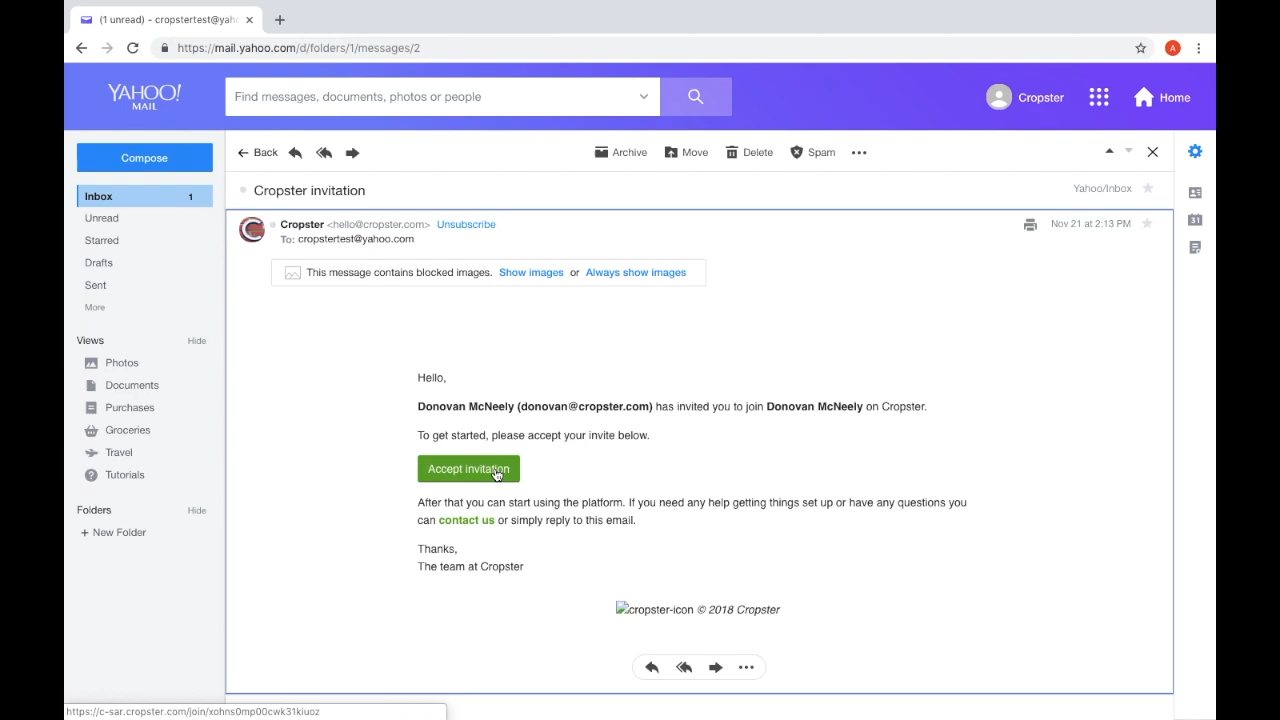 (1 unread) - cropstertest@yaho
https://mail.yahoo.com/d/folders/1/messages/2
A
YAHOO!
MAIL
Find messages, documents, photos or people
Cropster
Home
Compose
Back
Archive
Move
Delete
Spam
Inbox 1
Unread
Starred
Drafts
Sent
More
Views Hide
Photos
Documents
Purchases
Groceries
Travel
Tutorials
Folders Hide
+ New Folder
Cropster invitation
Yahoo/Inbox
Cropster <hello@cropster.com> Unsubscribe
Nov 21 at 2:13 PM
To: cropstertest@yahoo.com
This message contains blocked images. Show images or Always show images
Hello,
Donovan McNeely (donovan@cropster.com) has invited you to join Donovan McNeely on Cropster.
To get started, please accept your invite below.
Accept invitation
After that you can start using the platform. If you need any help getting things set up or have any questions you
can contact us or simply reply to this email.
Thanks,
The team at Cropster
cropster-icon © 2018 Cropster
31
https://c-sar.cropster.com/join/xohns0mp00cwk31kiuoz